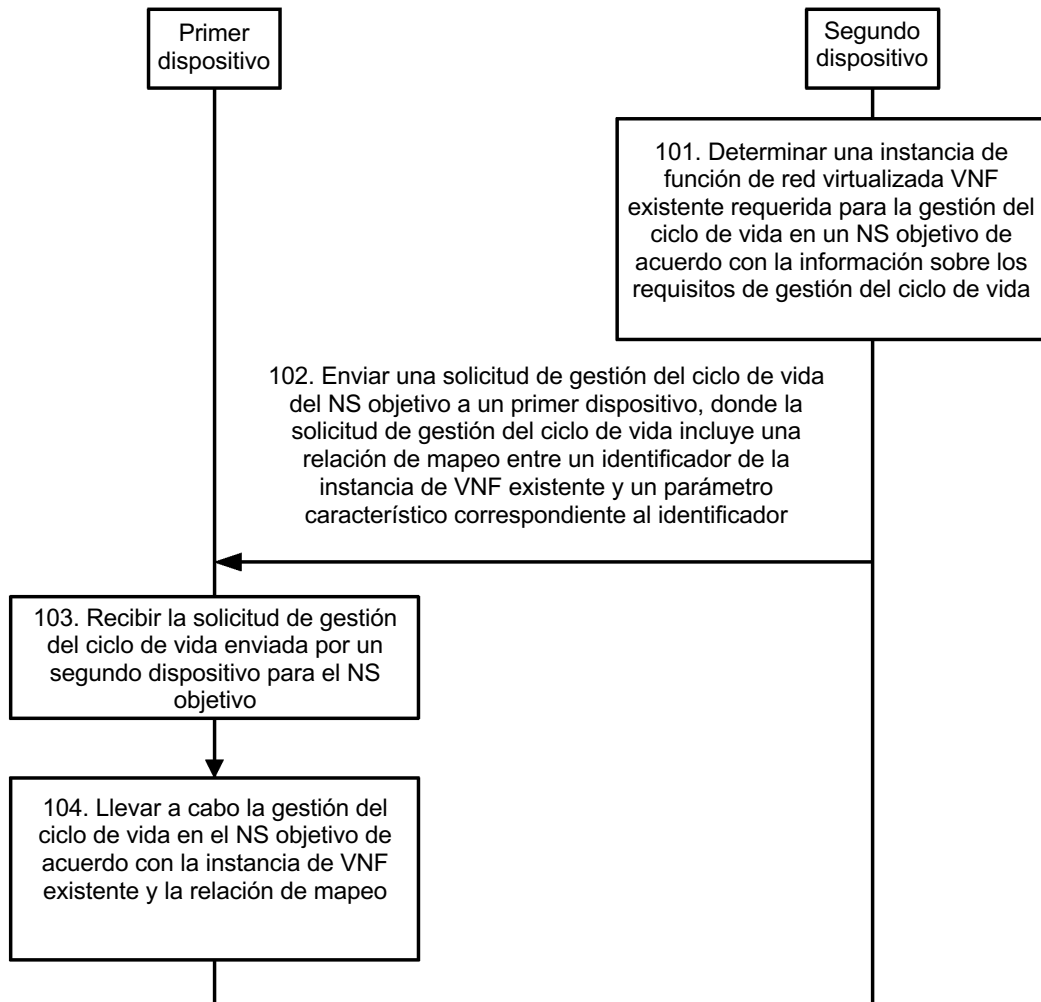 Primer
dispositivo
Segundo
dispositivo
101. Determinar una instancia de
función de red virtualizada VNF
existente requerida para la gestión del
ciclo de vida en un NS objetivo de
acuerdo con la información sobre los
requisitos de gestión del ciclo de vida
102. Enviar una solicitud de gestión del ciclo de vida
del NS objetivo a un primer dispositivo, donde la
solicitud de gestión del ciclo de vida incluye una
relación de mapeo entre un identificador de la
instancia de VNF existente y un parámetro
característico correspondiente al identificador
103. Recibir la solicitud de gestión
del ciclo de vida enviada por un
segundo dispositivo para el NS
objetivo
104. Llevar a cabo la gestión del
ciclo de vida en el NS objetivo de
acuerdo con la instancia de VNF
existente y la relación de mapeo